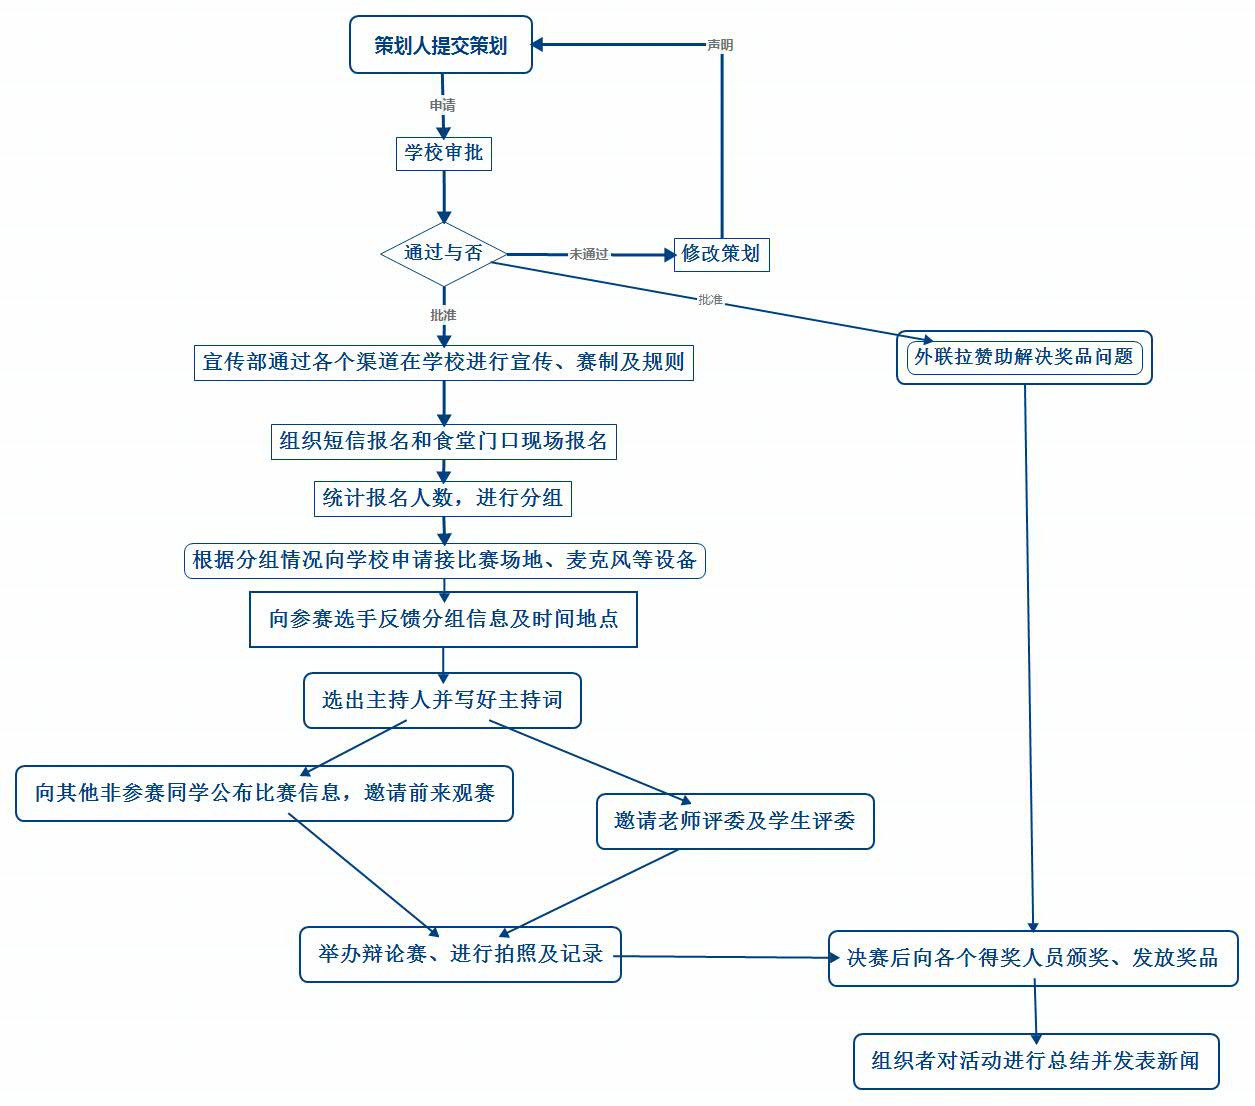 策划人提交策划
声明
申请
学校审批
通过与否
未通过
修改策划
批准
批准
外联拉赞助解决奖品问题
宣传部通过各个渠道在学校进行宣传、赛制及规则
组织短信报名和食堂门口现场报名
统计报名人数，进行分组
根据分组情况向学校申请接比赛场地、麦克风等设备
向参赛选手反馈分组信息及时间地点
选出主持人并写好主持词
向其他非参赛同学公布比赛信息，邀请前来观赛
邀请老师评委及学生评委
举办辩论赛、进行拍照及记录
决赛后向各个得奖人员颁奖、发放奖品
组织者对活动进行总结并发表新闻